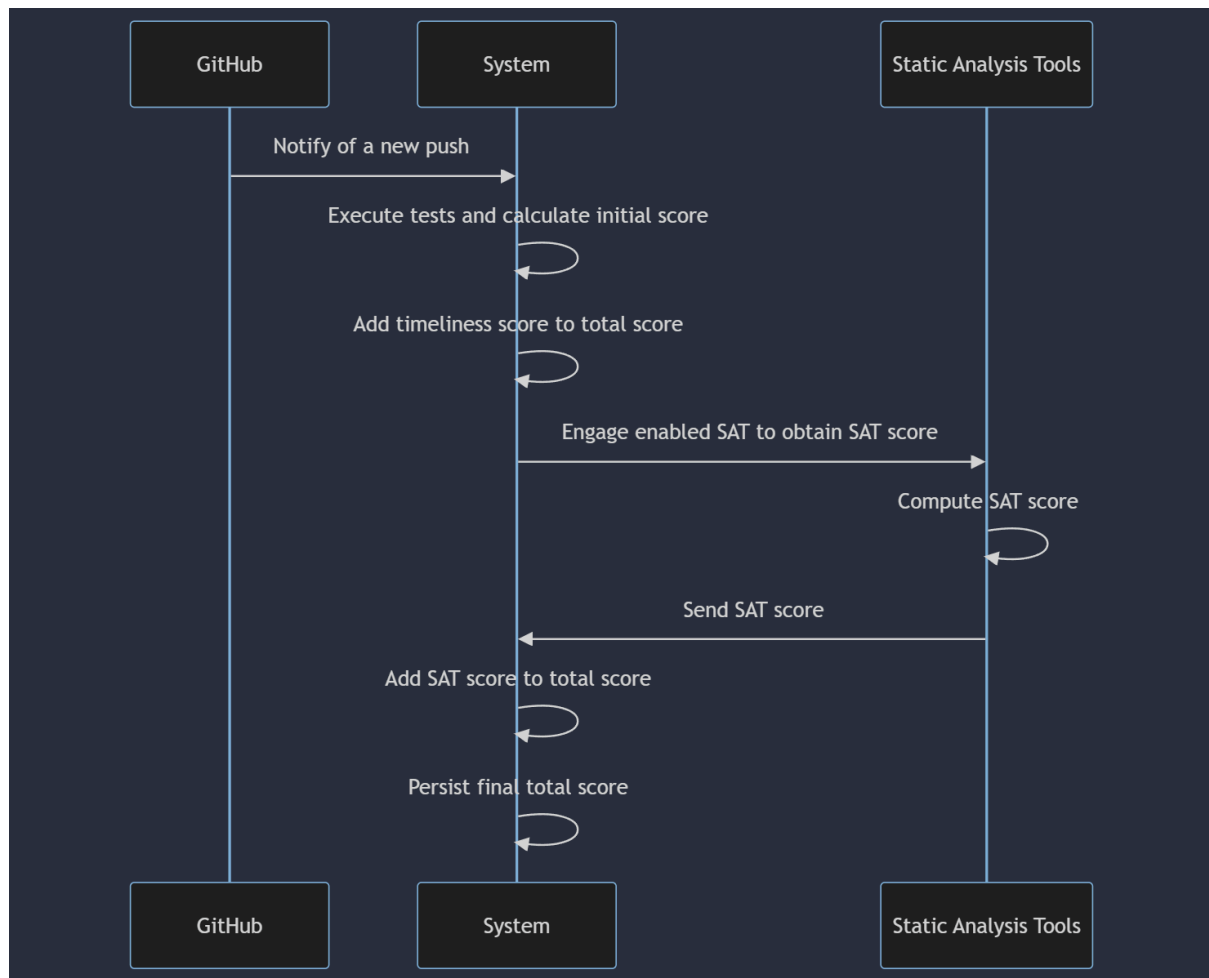 GitHub
System
Static Analysis Tools
Notify of a new push
Execute tests and calculate initial score
Add timeliness score to total score
Engage enabled SAT to obtain SAT score
Compute SAT score
Send SAT score
Add SAT score to total score
Persist final total score
GitHub
System
Static Analysis Tools